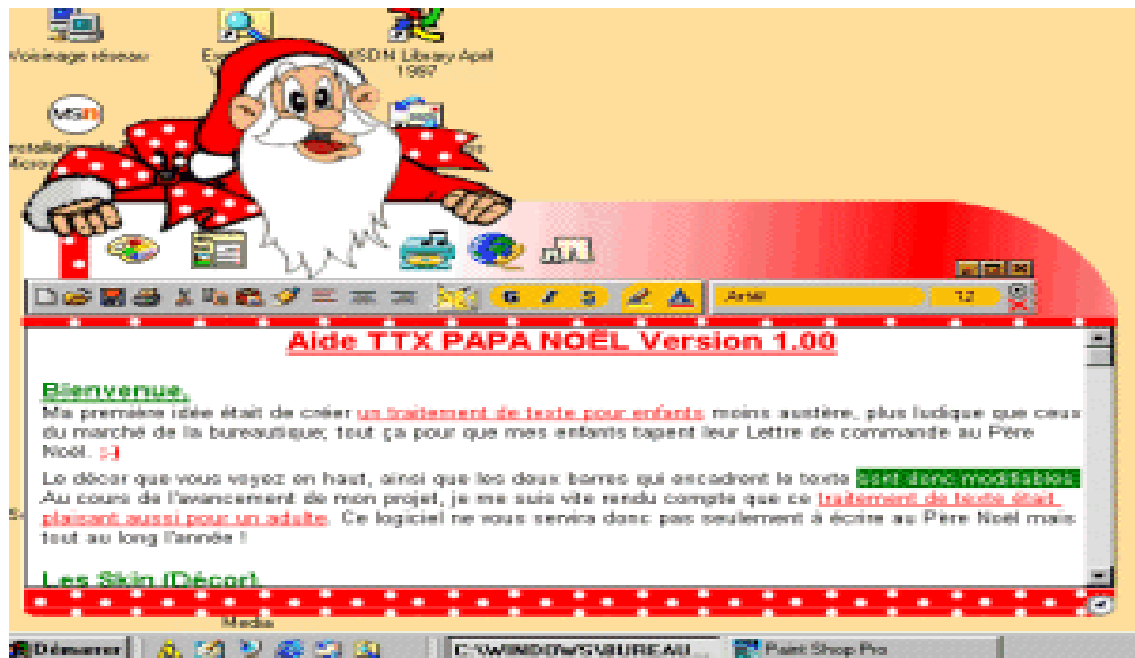 Voisinage réseau
MSDN Library April
1997
msn
Arial
12
G I S
Aide TTX PAPA NOËL Version 1.00
Bienvenue,
Ma première idée était de créer un traitement de texte pour enfants moins austère, plus ludique que ceux
du marché de la bureautique; tout ça pour que mes enfants tapent leur Lettre de commande au Père
Noël. :-)
Le décor que vous voyez en haut, ainsi que les deux barres qui encadrent le texte sont donc modifiables
Au cours de l'avancement de mon projet, je me suis vite rendu compte que ce traitement de texte était
plaisant aussi pour un adulte. Ce logiciel ne vous servira donc pas seulement à écrire au Père Noël mais
tout au long l'année !
Les Skin (Décor).
Media
Démarrer
C:\WINDOWS\BUREAU...
Paint Shop Pro